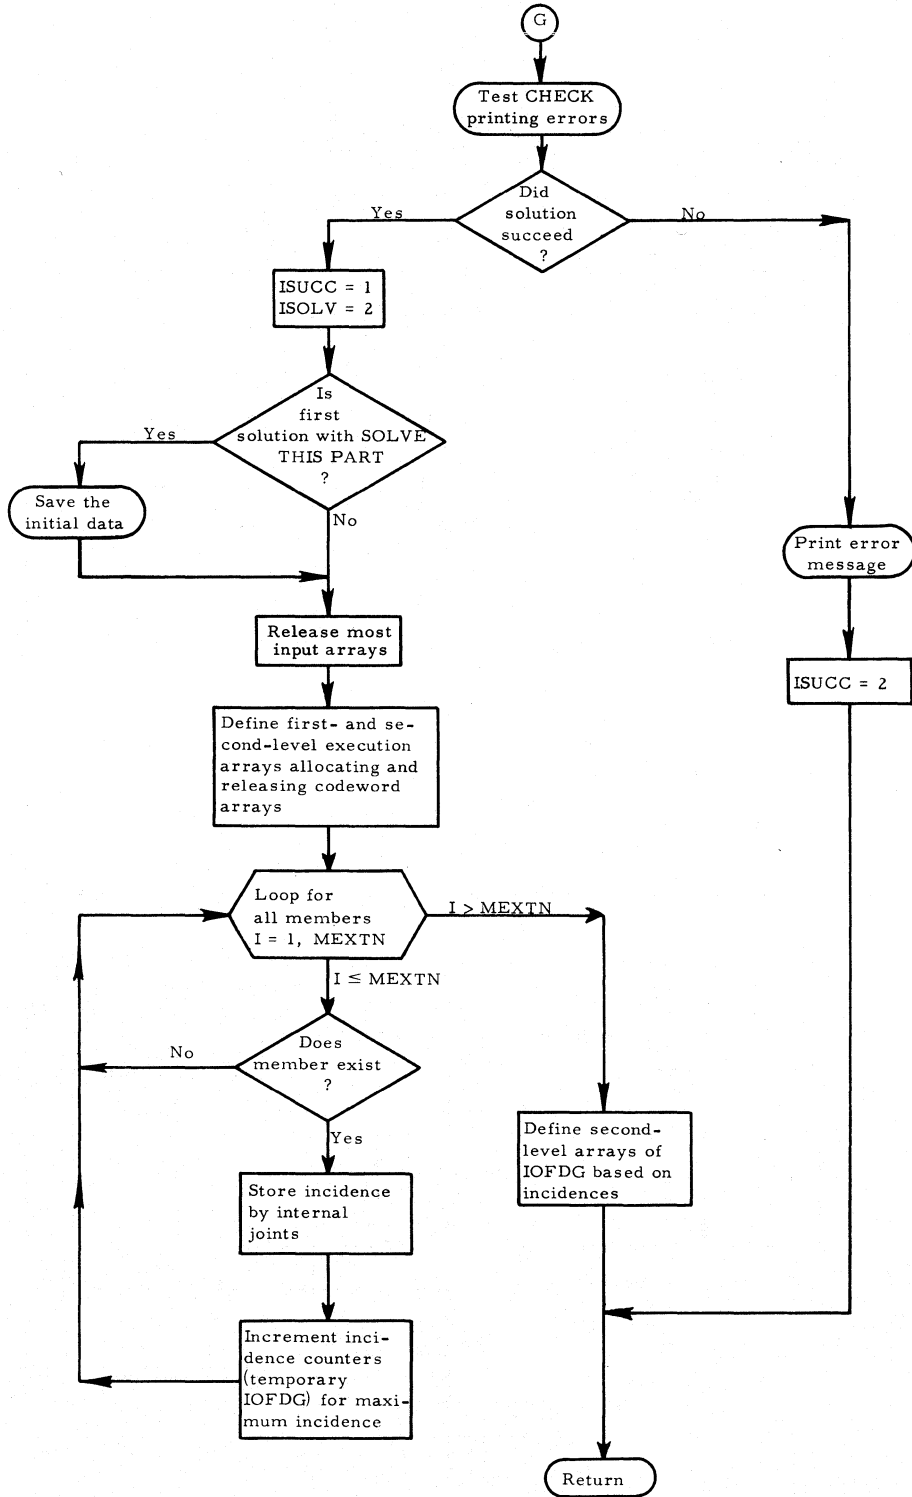 G
Test CHECK
printing errors
Did
solution
succeed
?
Yes
No
ISUCC = 1
ISOLV = 2
Is
first
solution with SOLVE
THIS PART
?
Yes
No
Save the
initial data
Print error
message
Release most
input arrays
ISUCC = 2
Define first- and se-
cond-level execution
arrays allocating and
releasing codeword
arrays
Loop for
all members
I = 1, MEXTN
I > MEXTN
I ≤ MEXTN
Does
member exist
?
No
Yes
Define second-
level arrays of
IOFDG based on
incidences
Store incidence
by internal
joints
Increment inci-
dence counters
(temporary
IOFDG) for maxi-
mum incidence
Return